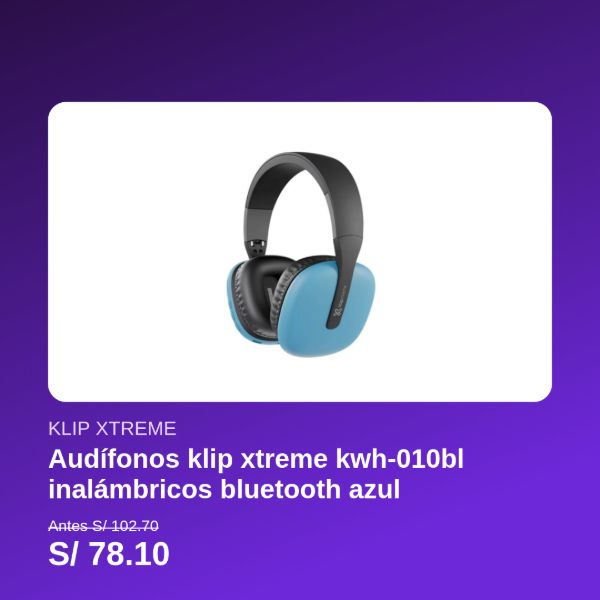 KLIP XTREME
Audífonos klip xtreme kwh-010bl
inalámbricos bluetooth azul
Antes S/ 102.70
S/ 78.10